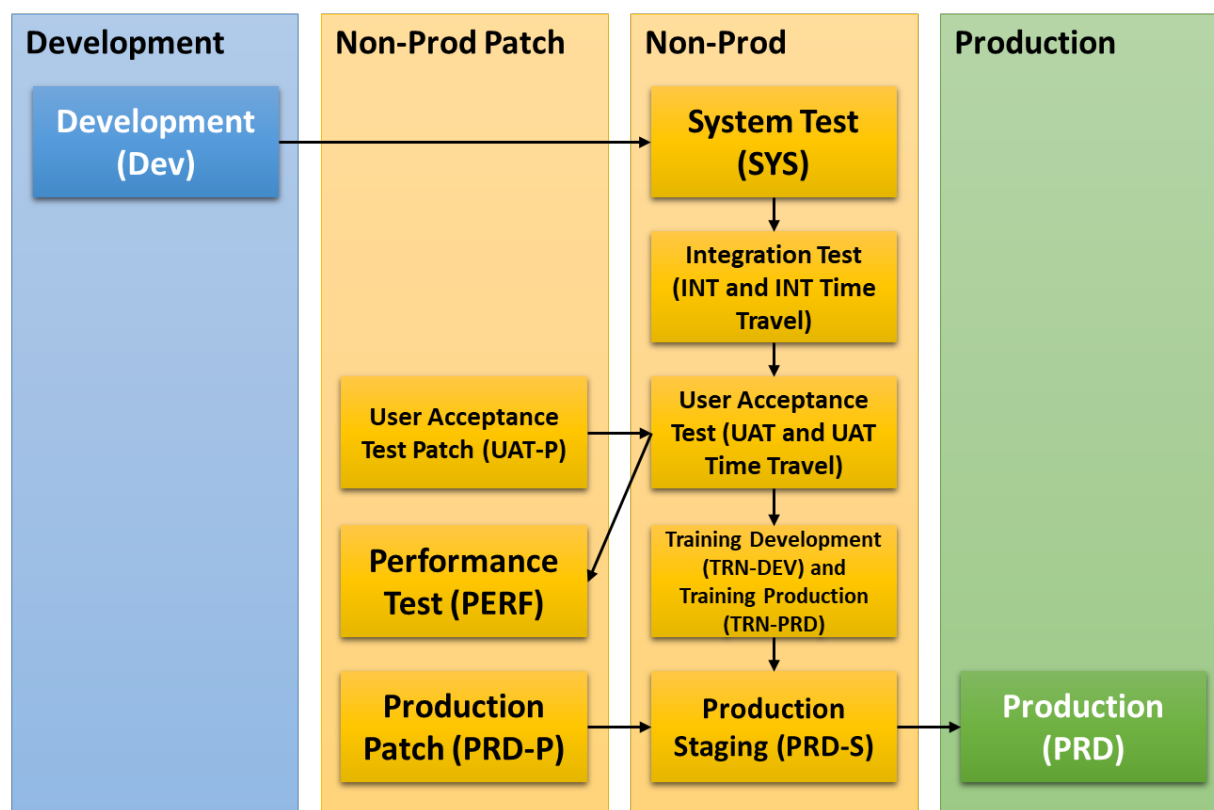 Development
Non-Prod Patch
Non-Prod
Production
Development
(Dev)
System Test
(SYS)
Integration Test
(INT and INT Time
Travel)
User Acceptance
Test Patch (UAT-P)
User Acceptance
Test (UAT and UAT
Time Travel)
Performance
Test (PERF)
Training Development
(TRN-DEV) and
Training Production
(TRN-PRD)
Production
Patch (PRD-P)
Production
Staging (PRD-S)
Production
(PRD)